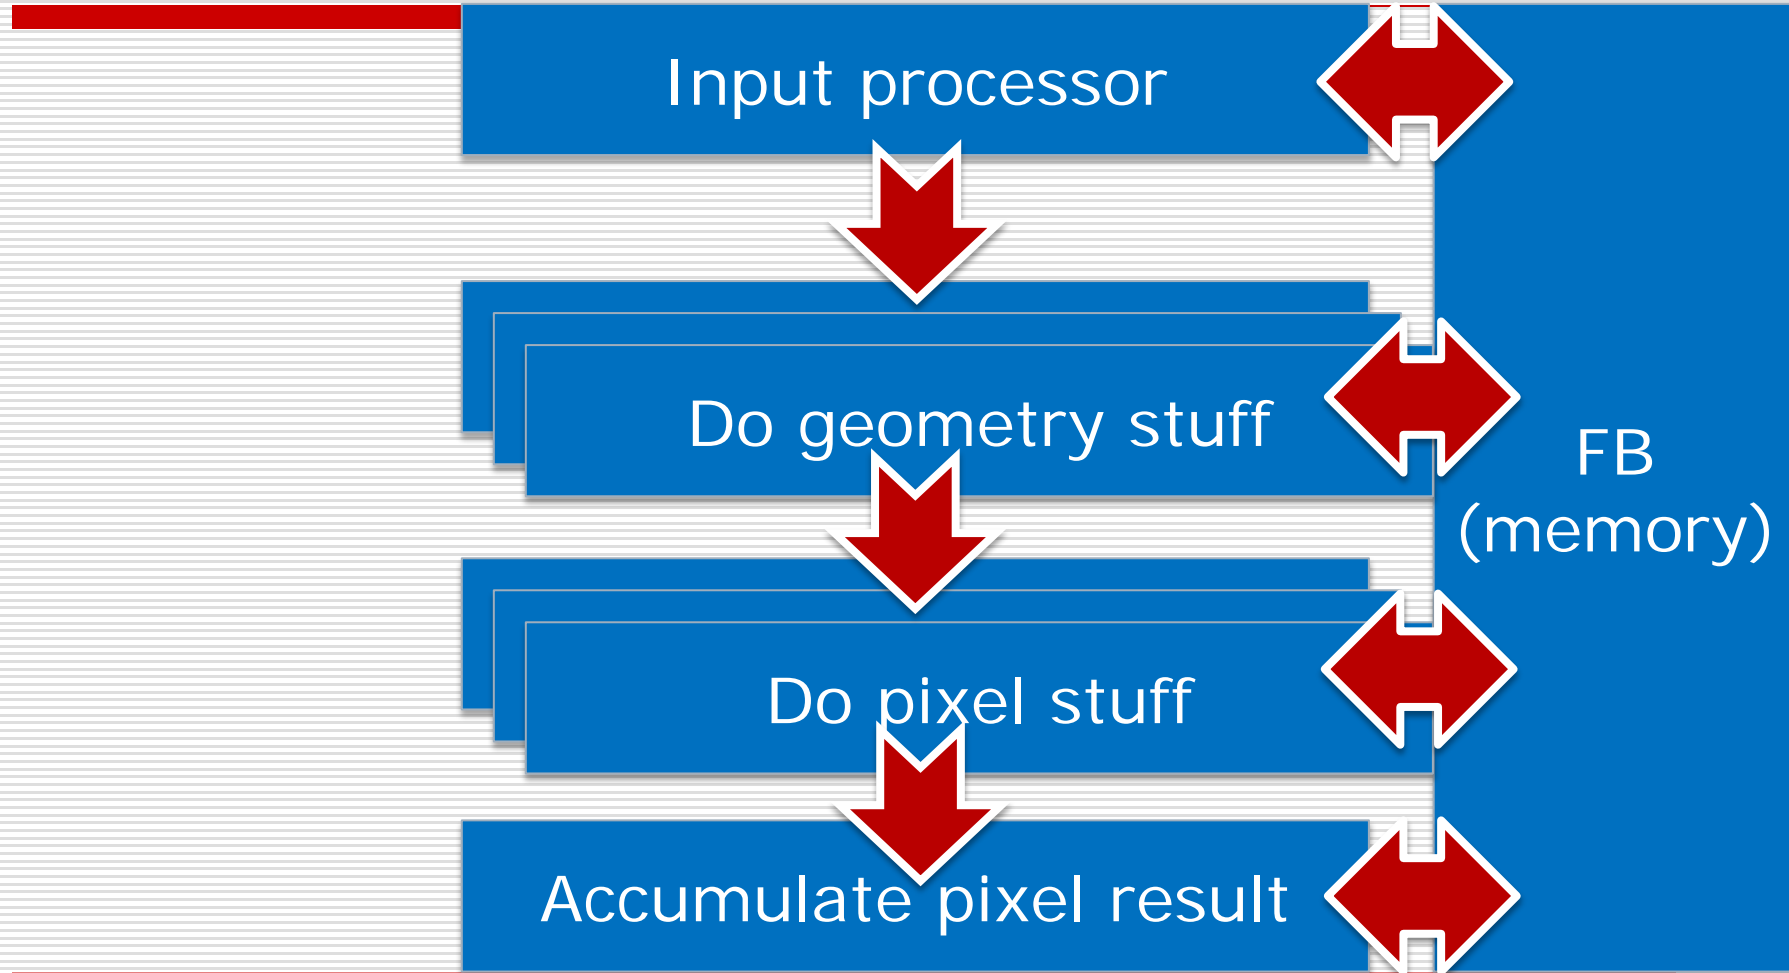 Input processor
Do geometry stuff
FB
(memory)
Do pixel stuff
Accumulate pixel result